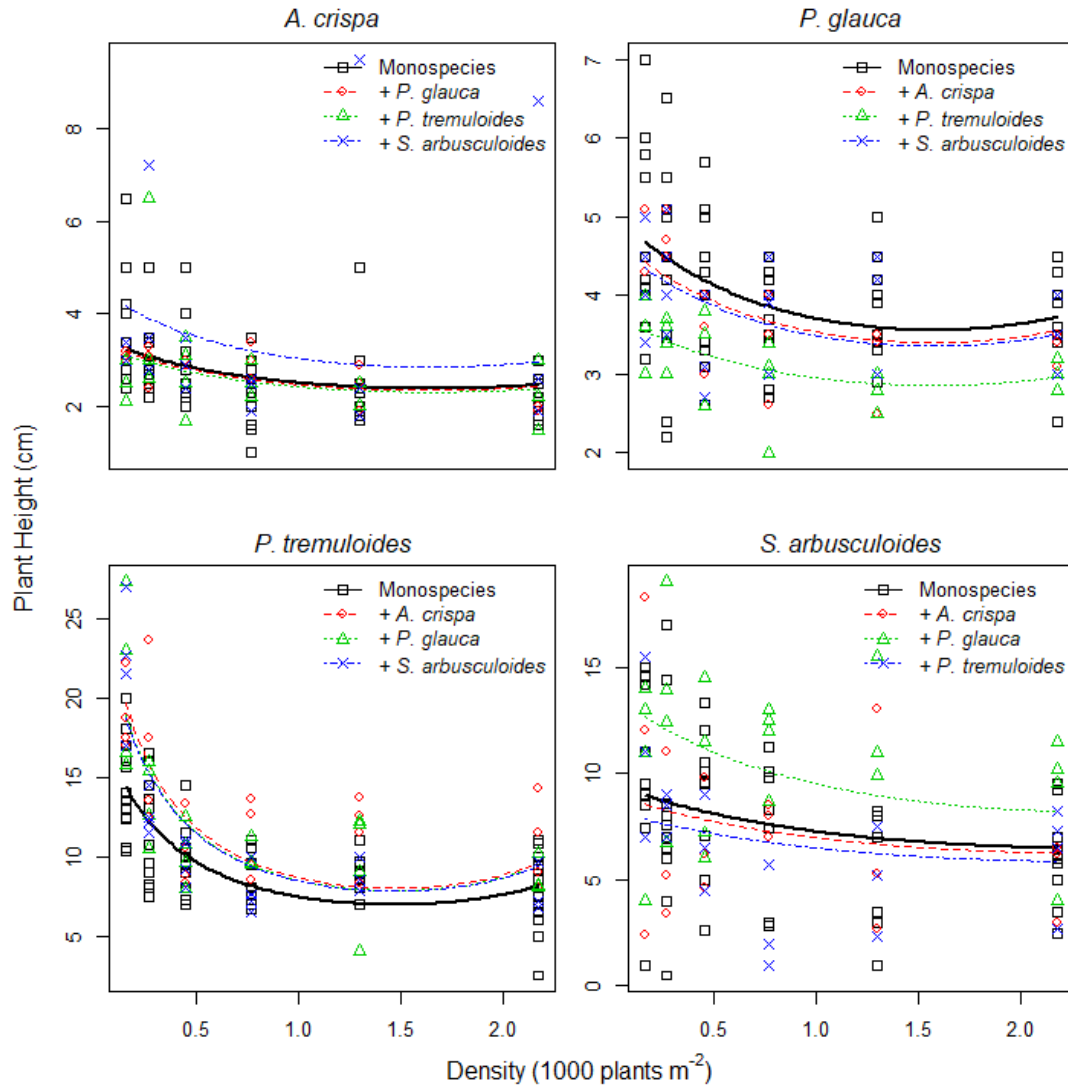 A. crispa
Monospecies
+ P. glauca
+ P. tremuloides
+ S. arbusculoides
8
6
4
2
P. glauca
Monospecies
+ A. crispa
+ P. tremuloides
+ S. arbusculoides
7
6
5
4
3
2
Plant Height (cm)
P. tremuloides
Monospecies
+ A. crispa
+ P. glauca
+ S. arbusculoides
25
20
15
10
5
0.5 1.0 1.5 2.0
S. arbusculoides
Monospecies
+ A. crispa
+ P. glauca
+ P. tremuloides
15
10
5
0
0.5 1.0 1.5 2.0
Density (1000 plants m⁻²)